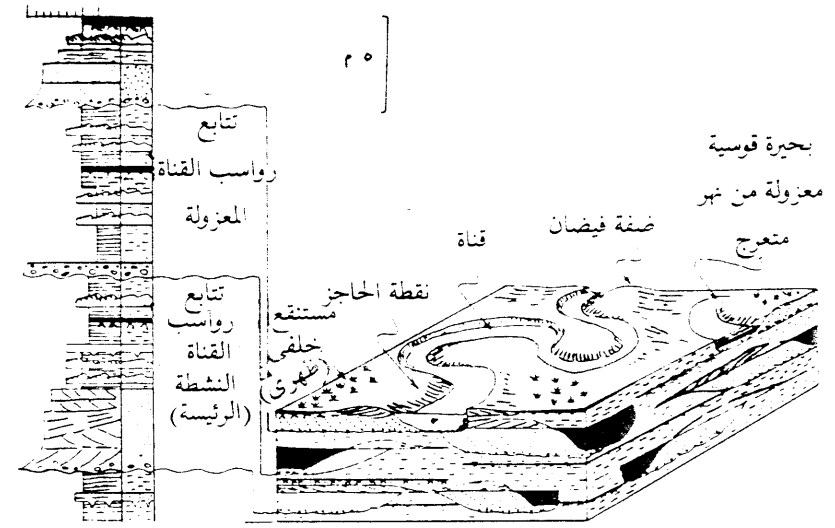 ٥ م
تتابع
رواسب القناة
المعزولة
تتابع
رواسب
القناة
النشطة
(الرئيسة)
مستنقع
خلفي
(ظهري)
نقطة الحاجز
قناة
ضفة فيضان
بحيرة قوسية
معزولة من نهر
متعرج